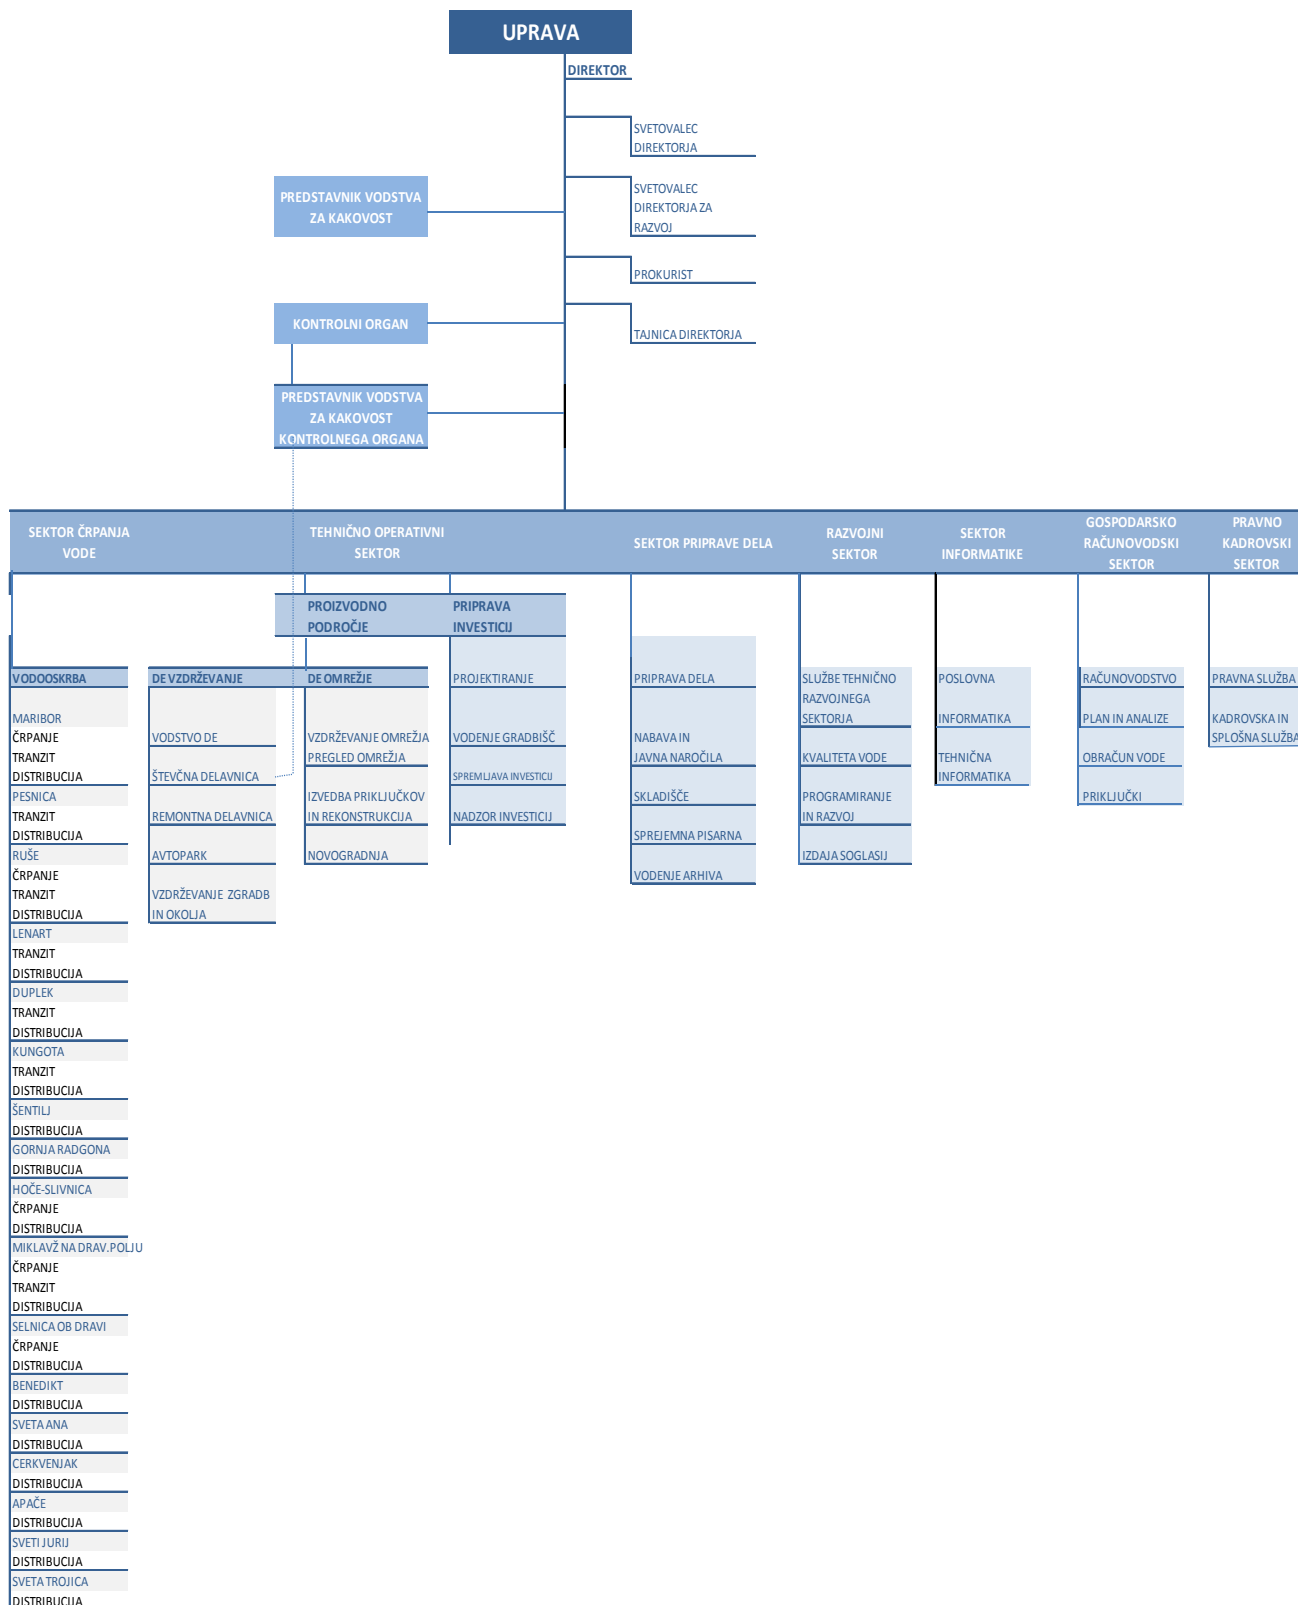 UPRAVA
DIREKTOR
SVETOVALEC
DIREKTORJA
PREDSTAVNIK VODSTVA
ZA KAKOVOST
SVETOVALEC
DIREKTORJA ZA
RAZVOJ
PROKURIST
KONTROLNI ORGAN
TAJNICA DIREKTORJA
PREDSTAVNIK VODSTVA
ZA KAKOVOST
KONTROLNEGA ORGANA
SEKTOR ČRPANJA
VODE
TEHNIČNO OPERATIVNI
SEKTOR
SEKTOR PRIPRAVE DELA
RAZVOJNI
SEKTOR
SEKTOR
INFORMATIKE
GOSPODARSKO
RAČUNOVODSKI
SEKTOR
PRAVNO
KADROVSKI
SEKTOR
PROIZVODNO
PODROČJE
PRIPRAVA
INVESTICIJ
VODOOSKRBA
MARIBOR
ČRPANJE
TRANZIT
DISTRIBUCIJA
PESNICA
TRANZIT
DISTRIBUCIJA
RUŠE
ČRPANJE
TRANZIT
DISTRIBUCIJA
LENART
TRANZIT
DISTRIBUCIJA
DUPLEK
TRANZIT
DISTRIBUCIJA
KUNGOTA
TRANZIT
DISTRIBUCIJA
ŠENTILJ
DISTRIBUCIJA
GORNJA RADGONA
DISTRIBUCIJA
HOČE-SLIVNICA
ČRPANJE
DISTRIBUCIJA
MIKLAVŽ NA DRAV.POLJU
ČRPANJE
TRANZIT
DISTRIBUCIJA
SELNICA OB DRAVI
ČRPANJE
DISTRIBUCIJA
BENEDIKT
DISTRIBUCIJA
SVETA ANA
DISTRIBUCIJA
CERKVENJAK
DISTRIBUCIJA
APAČE
DISTRIBUCIJA
SVETI JURIJ
DISTRIBUCIJA
SVETA TROJICA
DISTRIBUCIJA
DE VZDRŽEVANJE
VODSTVO DE
ŠTEVČNA DELAVNICA
REMONTNA DELAVNICA
AVTOPARK
VZDRŽEVANJE ZGRADB
IN OKOLJA
DE OMREŽJE
VZDRŽEVANJE OMREŽJA
PREGLED OMREŽJA
IZVEDBA PRIKLJUČKOV
IN REKONSTRUKCIJA
NOVOGRADNJA
PROJEKTIRANJE
VODENJE GRADBIŠČ
SPREMLJAVA INVESTICIJ
NADZOR INVESTICIJ
PRIPRAVA DELA
NABAVA IN
JAVNA NAROČILA
SKLADIŠČE
SPREJEMNA PISARNA
VODENJE ARHIVA
SLUŽBE TEHNIČNO
RAZVOJNEGA
SEKTORJA
KVALITETA VODE
PROGRAMIRANJE
IN RAZVOJ
IZDAJA SOGLASIJ
POSLOVNA
INFORMATIKA
TEHNIČNA
INFORMATIKA
RAČUNOVODSTVO
PLAN IN ANALIZE
OBRAČUN VODE
PRIKLJUČKI
PRAVNA SLUŽBA
KADROVSKA IN
SPLOŠNA SLUŽBA